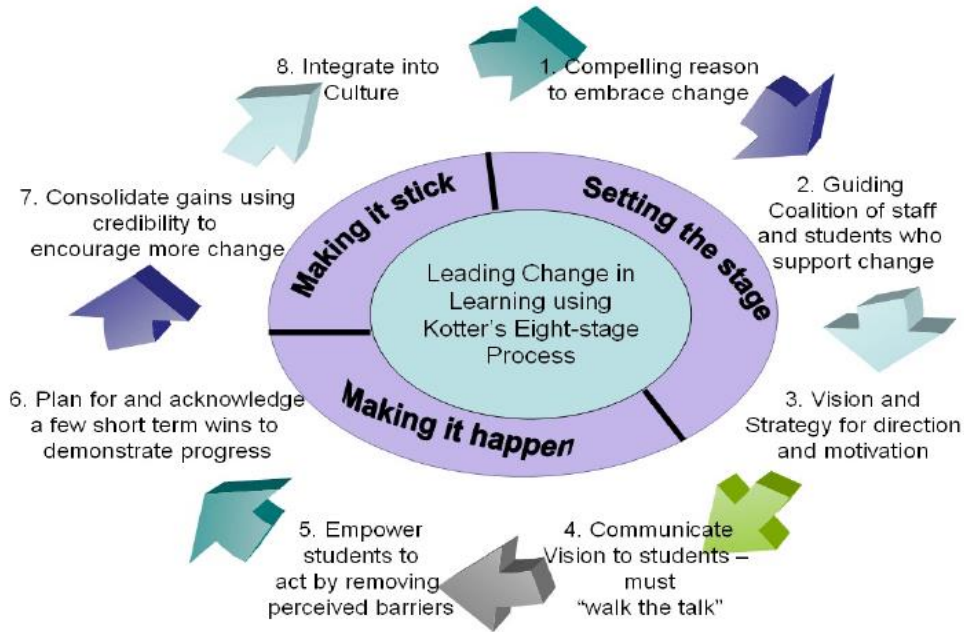 1. Compelling reason
to embrace change
2. Guiding
Coalition of staff
and students who
support change
3. Vision and
Strategy for direction
and motivation
4. Communicate
Vision to students –
must
“walk the talk”
5. Empower
students to
act by removing
perceived barriers
6. Plan for and acknowledge
a few short term wins to
demonstrate progress
7. Consolidate gains using
credibility to
encourage more change
8. Integrate into
Culture
Setting the stage
Making it happen
Making it stick
Leading Change in
Learning using
Kotter’s Eight-stage
Process